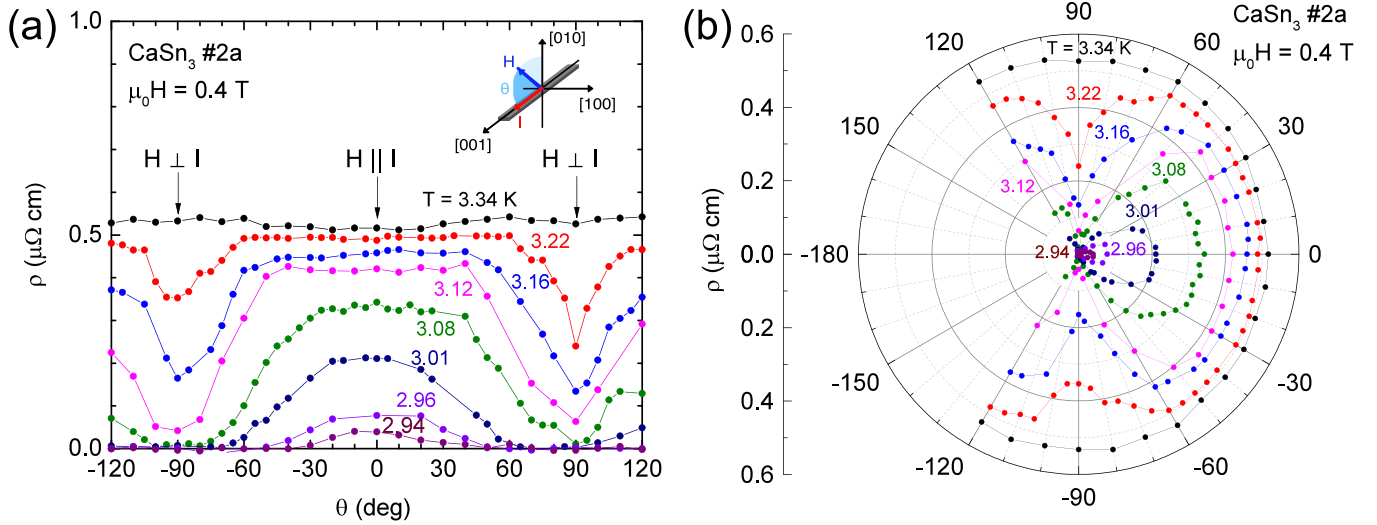 (a)
1.0
0.5
0.0
ρ (μΩ cm)
CaSn₃ #2a
μ₀H = 0.4 T
[010]
H
θ
[100]
I
[001]
H ⊥ I
H || I
H ⊥ I
T = 3.34 K
3.22
3.16
3.12
3.08
3.01
2.96
2.94
-120 -90 -60 -30 0 30 60 90 120
θ (deg)
(b)
0.6
0.4
0.2
0.0
0.2
0.4
0.6
ρ (μΩ cm)
CaSn₃ #2a
μ₀H = 0.4 T
90
120
60
150
30
-180
0
-150
-30
-120
-60
-90
T = 3.34 K
3.22
3.16
3.12
3.08
3.01
2.94
2.96